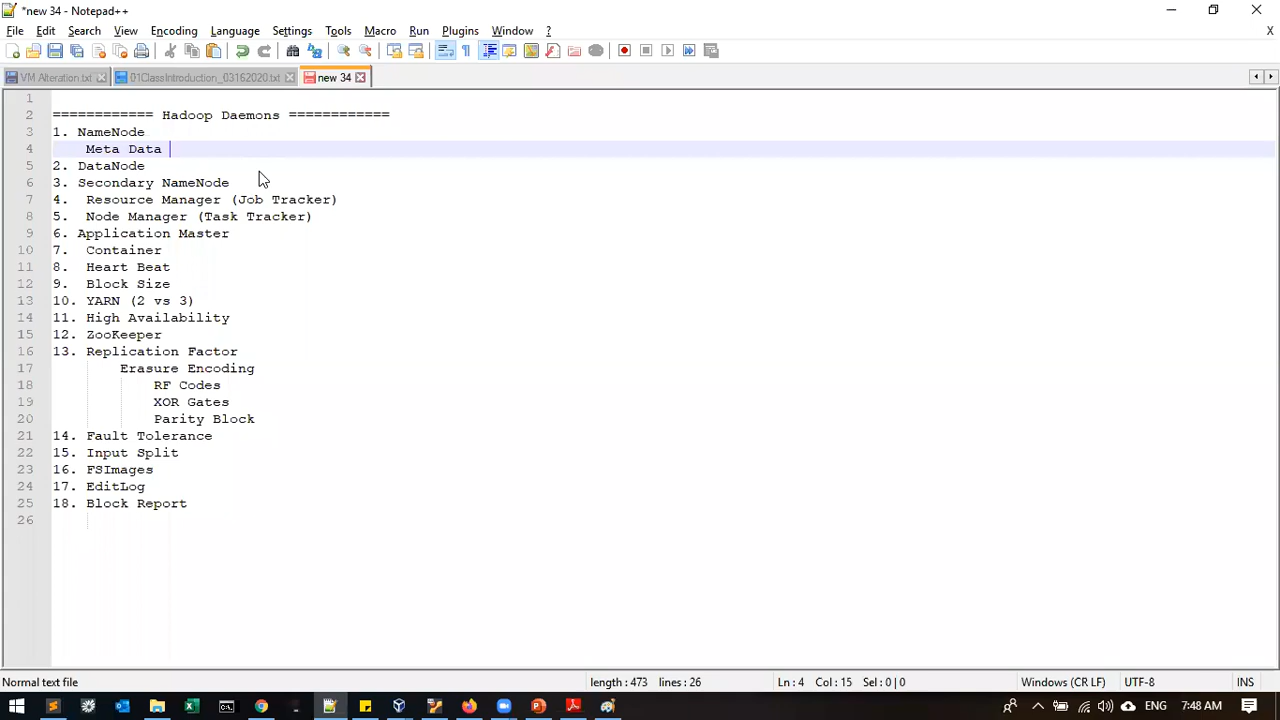 *new 34 - Notepad++
File Edit Search View Encoding Language Settings Tools Macro Run Plugins Window ? X
VM Alteration.txt 01ClassIntroduction_03162020.txt new 34
1
2 ============ Hadoop Daemons ============
3 1. NameNode
4 Meta Data
5 2. DataNode
6 3. Secondary NameNode
7 4. Resource Manager (Job Tracker)
8 5. Node Manager (Task Tracker)
9 6. Application Master
10 7. Container
11 8. Heart Beat
12 9. Block Size
13 10. YARN (2 vs 3)
14 11. High Availability
15 12. ZooKeeper
16 13. Replication Factor
17 Erasure Encoding
18 RF Codes
19 XOR Gates
20 Parity Block
21 14. Fault Tolerance
22 15. Input Split
23 16. FSImages
24 17. EditLog
25 18. Block Report
26
Normal text file length : 473 lines : 26 Ln : 4 Col : 15 Sel : 0 | 0 Windows (CR LF) UTF-8 INS
ENG 7:48 AM